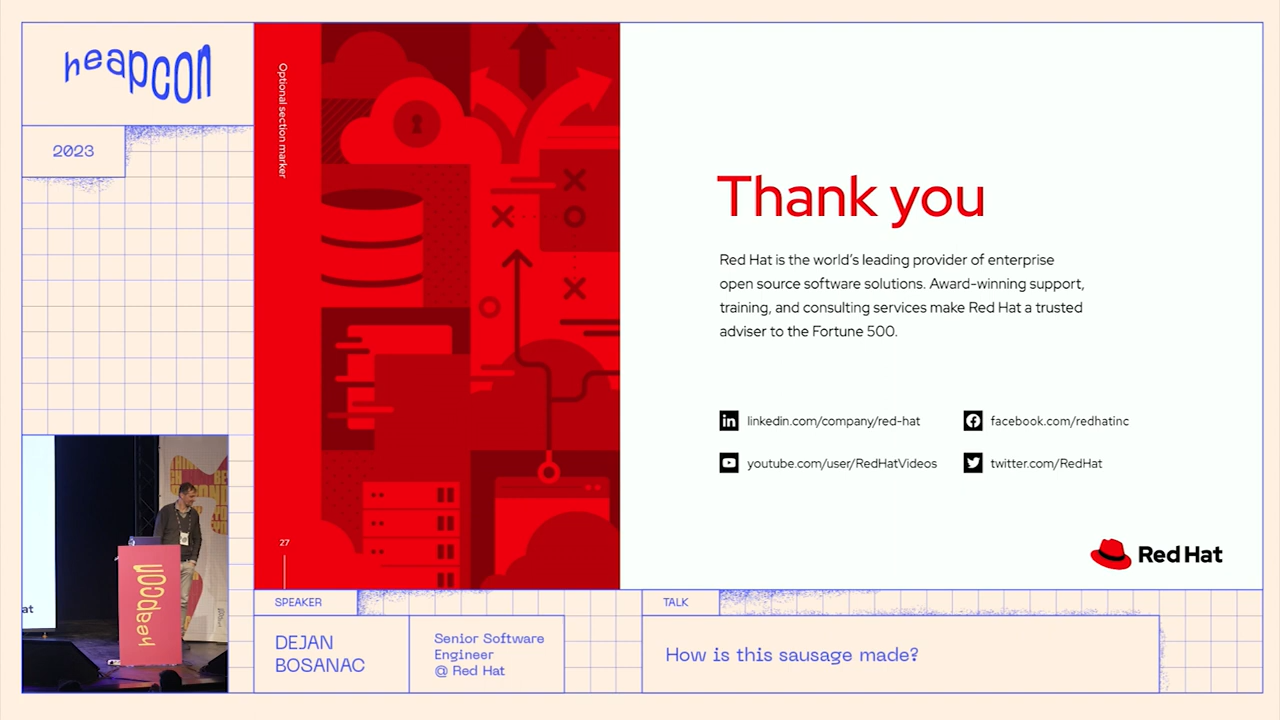 heapcon
2023
Optional section marker
27
Thank you
Red Hat is the world's leading provider of enterprise
open source software solutions. Award-winning support,
training, and consulting services make Red Hat a trusted
adviser to the Fortune 500.
linkedin.com/company/red-hat
facebook.com/redhatinc
youtube.com/user/RedHatVideos
twitter.com/RedHat
Red Hat
at
heapcon
SPEAKER
DEJAN
BOSANAC
Senior Software
Engineer
@ Red Hat
TALK
How is this sausage made?